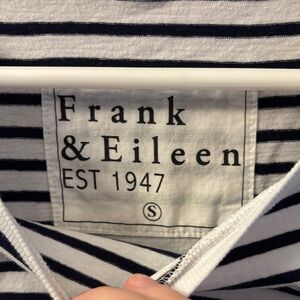 Frank
& Eileen
EST 1947
S